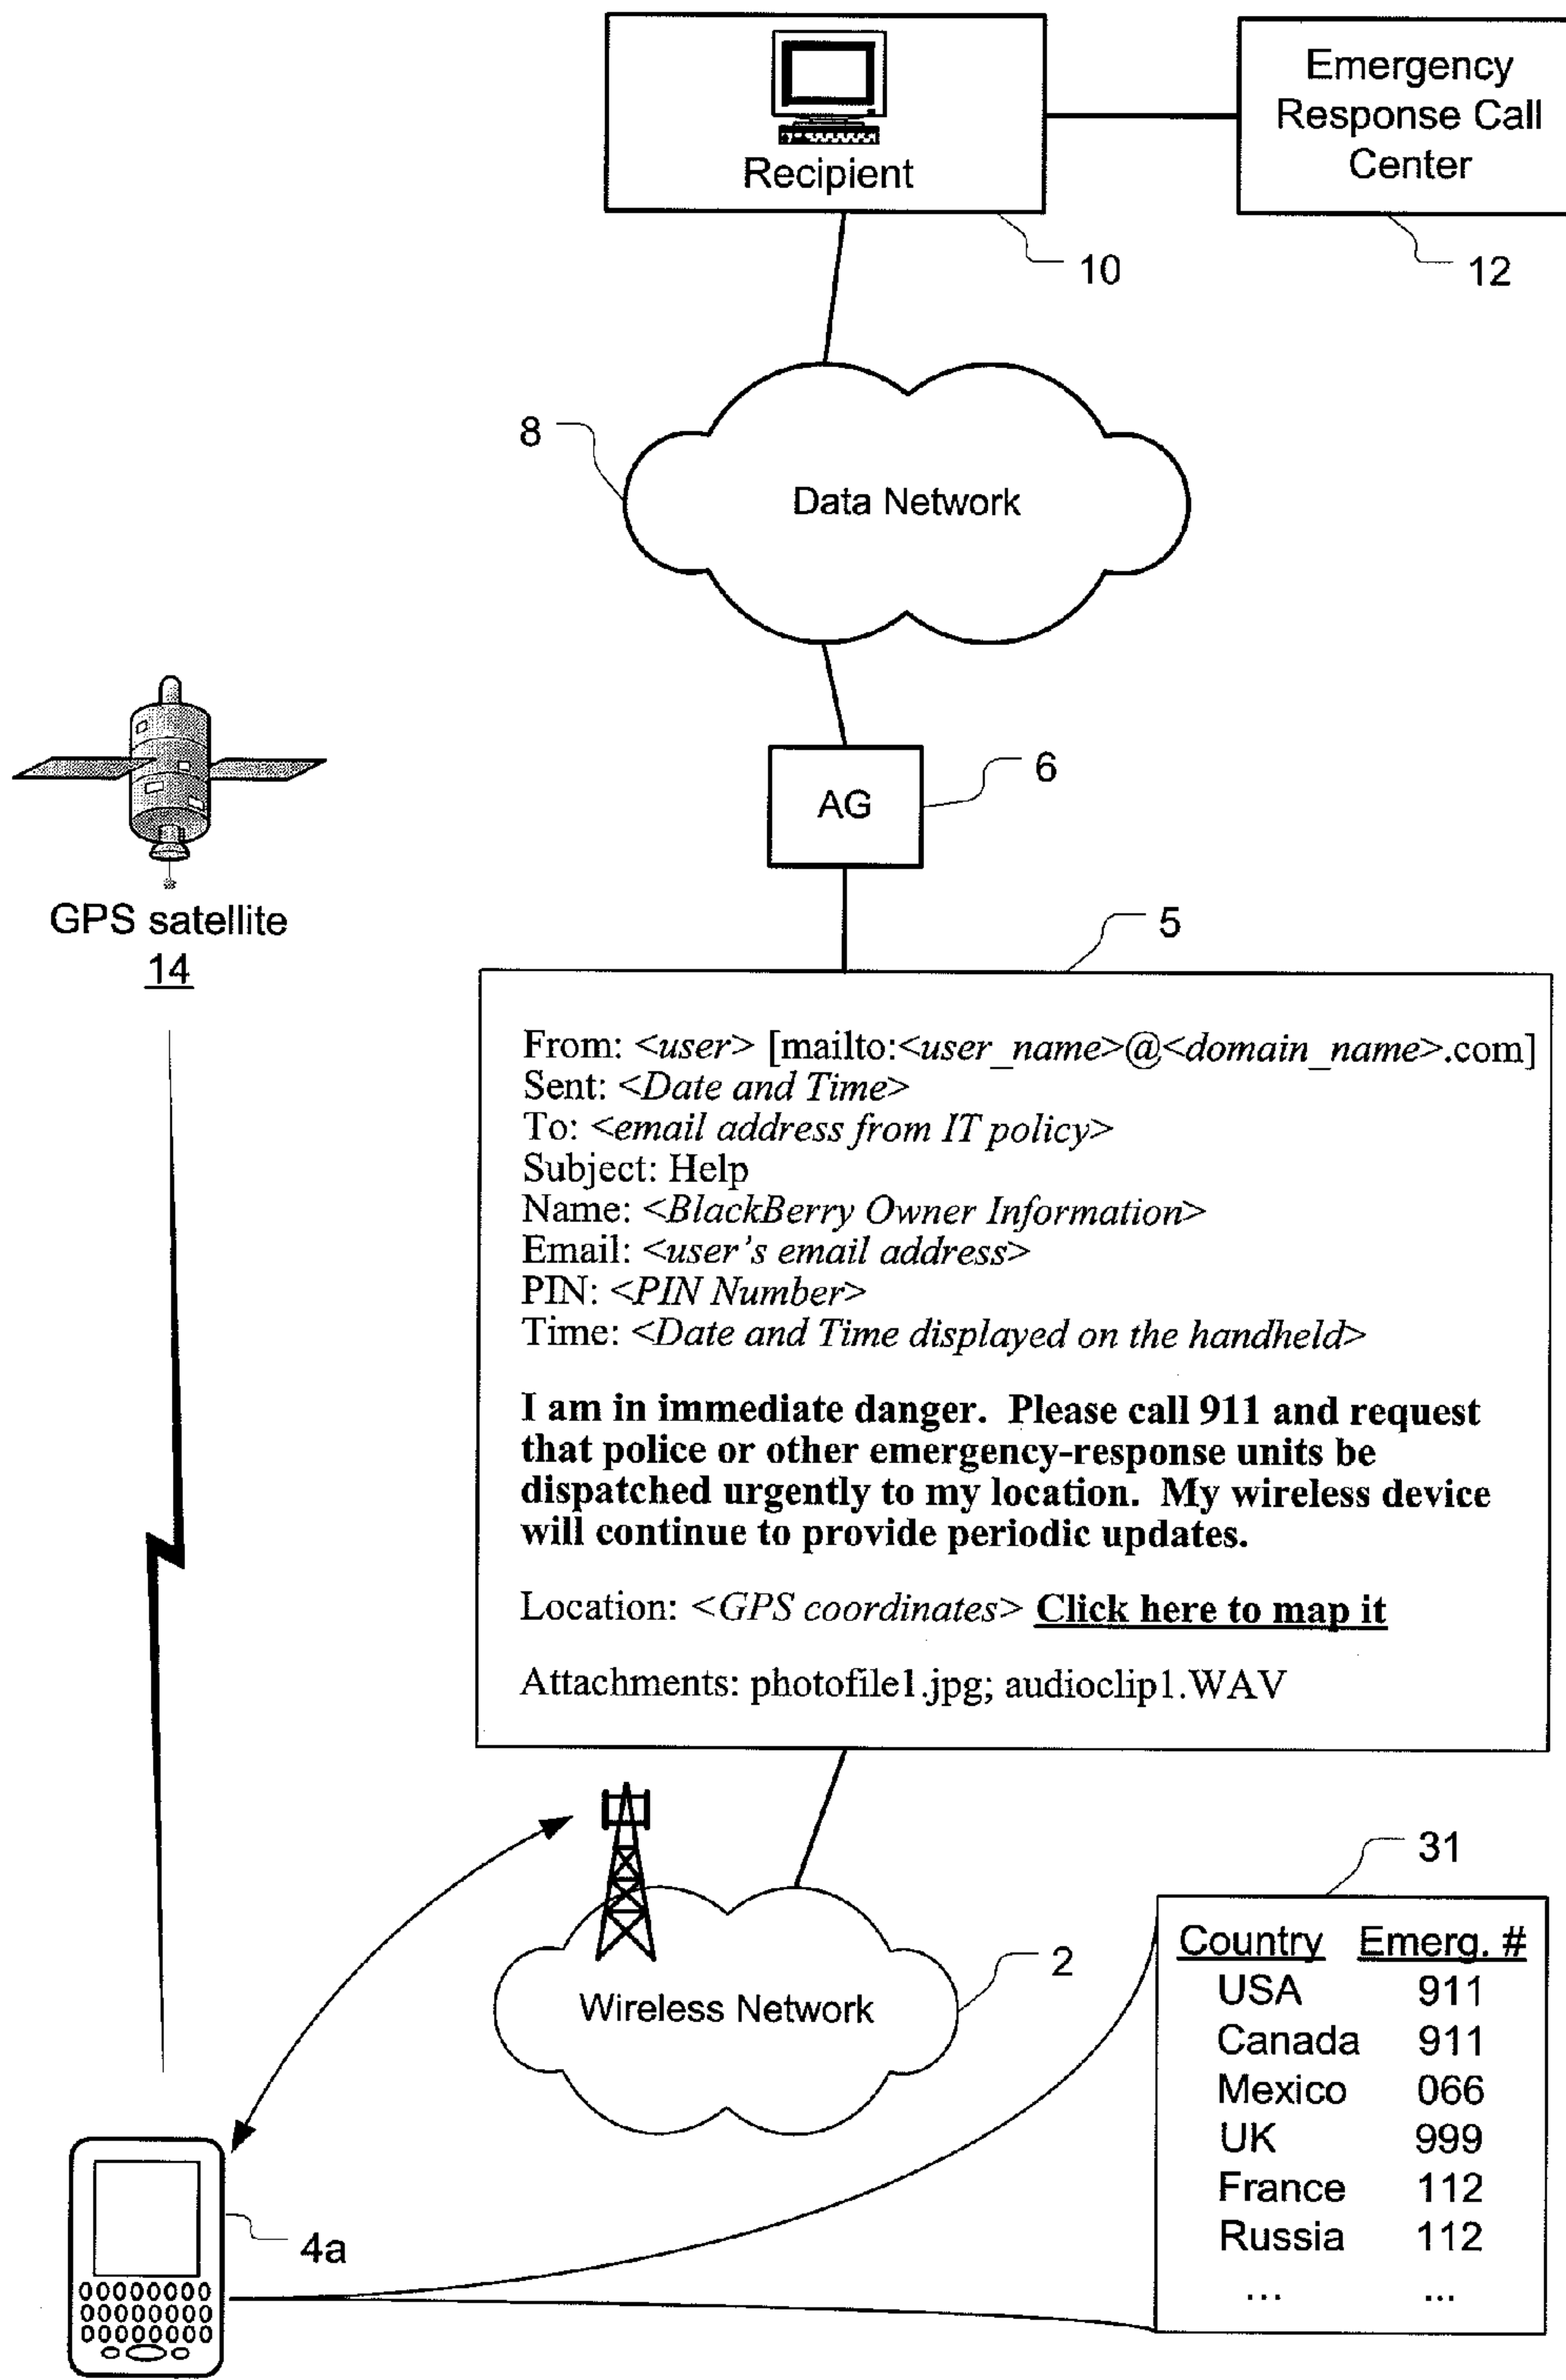 Recipient
10
Emergency
Response Call
Center
12
8
Data Network
6
AG
GPS satellite
14
5
From: <user> [mailto:<user_name>@<domain_name>.com]
Sent: <Date and Time>
To: <email address from IT policy>
Subject: Help
Name: <BlackBerry Owner Information>
Email: <user's email address>
PIN: <PIN Number>
Time: <Date and Time displayed on the handheld>
I am in immediate danger. Please call 911 and request
that police or other emergency-response units be
dispatched urgently to my location. My wireless device
will continue to provide periodic updates.
Location: <GPS coordinates> Click here to map it
Attachments: photofile1.jpg; audioclip1.WAV
Wireless Network
2
31
Country Emerg. #
USA 911
Canada 911
Mexico 066
UK 999
France 112
Russia 112
... ...
4a